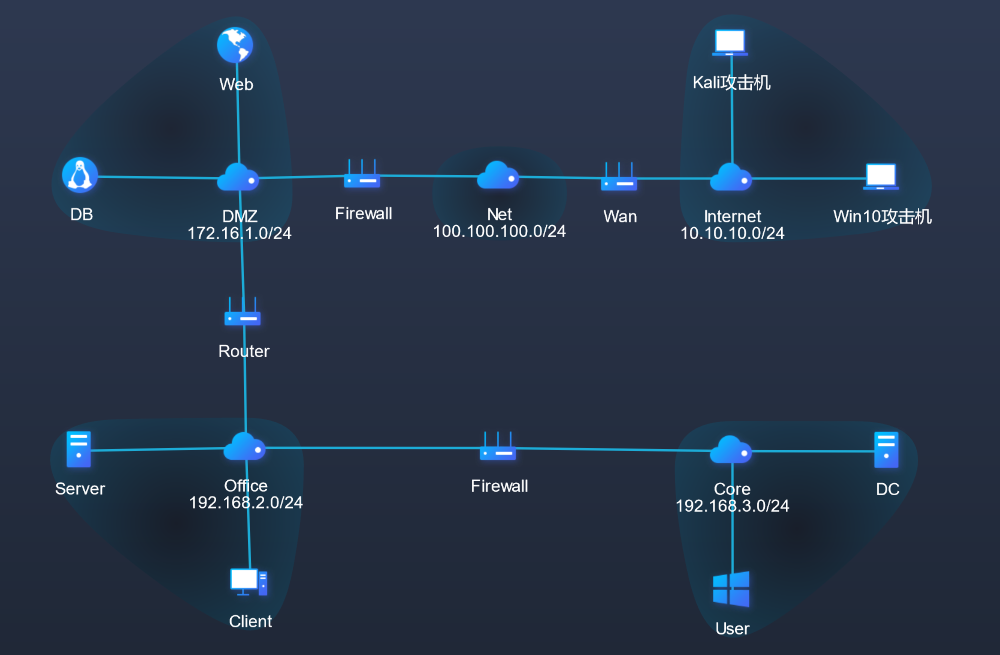 Web
Kali攻击机
DB
DMZ
172.16.1.0/24
Firewall
Net
100.100.100.0/24
Wan
Internet
10.10.10.0/24
Win10攻击机
Router
Server
Office
192.168.2.0/24
Firewall
Core
192.168.3.0/24
DC
Client
User